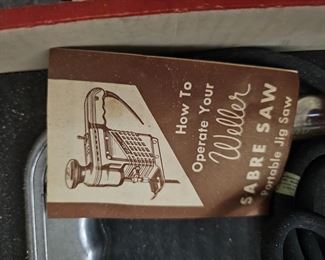 How To
Operate Your
Weller
SABRE SAW
Portable Jig Saw